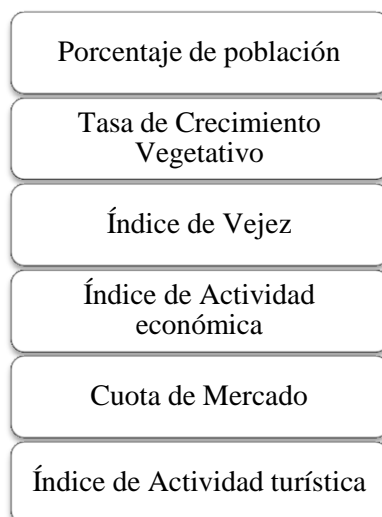 Porcentaje de población
Tasa de Crecimiento
Vegetativo
Índice de Vejez
Índice de Actividad
económica
Cuota de Mercado
Índice de Actividad turística